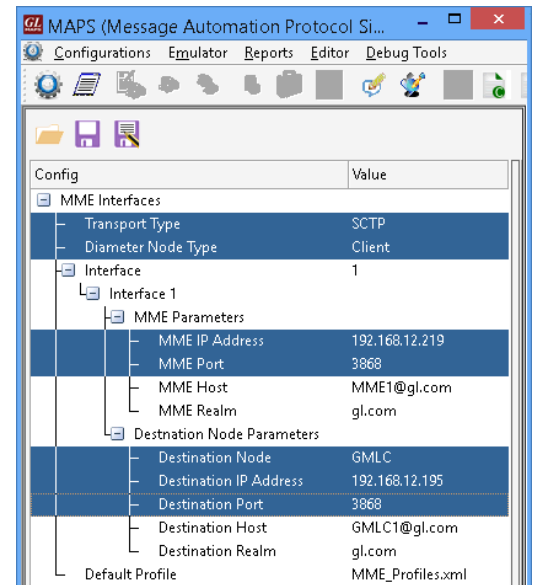 GL MAPS (Message Automation Protocol Si...
Configurations Emulator Reports Editor Debug Tools
Config Value
MME Interfaces
Transport Type SCTP
Diameter Node Type Client
Interface 1
Interface 1
MME Parameters
MME IP Address 192.168.12.219
MME Port 3868
MME Host MME1@gl.com
MME Realm gl.com
Destnation Node Parameters
Destination Node GMLC
Destination IP Address 192.168.12.195
Destination Port 3868
Destination Host GMLC1@gl.com
Destination Realm gl.com
Default Profile MME_Profiles.xml